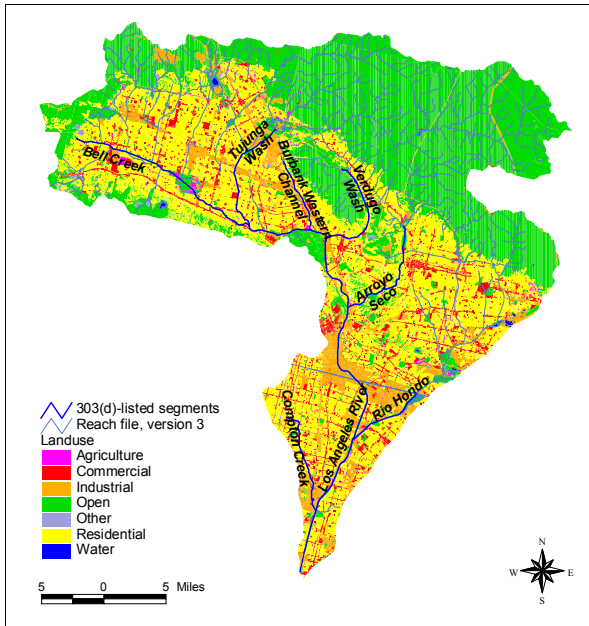 Bell Creek
Tujunga
Wash
Burbank Western
Channel
Verdugo
Wash
Arroyo
Seco
Rio Hondo
Los Angeles River
Compton Creek
303(d)-listed segments
Reach file, version 3
Landuse
Agriculture
Commercial
Industrial
Open
Other
Residential
Water
5 0 5 Miles
N
W E
S